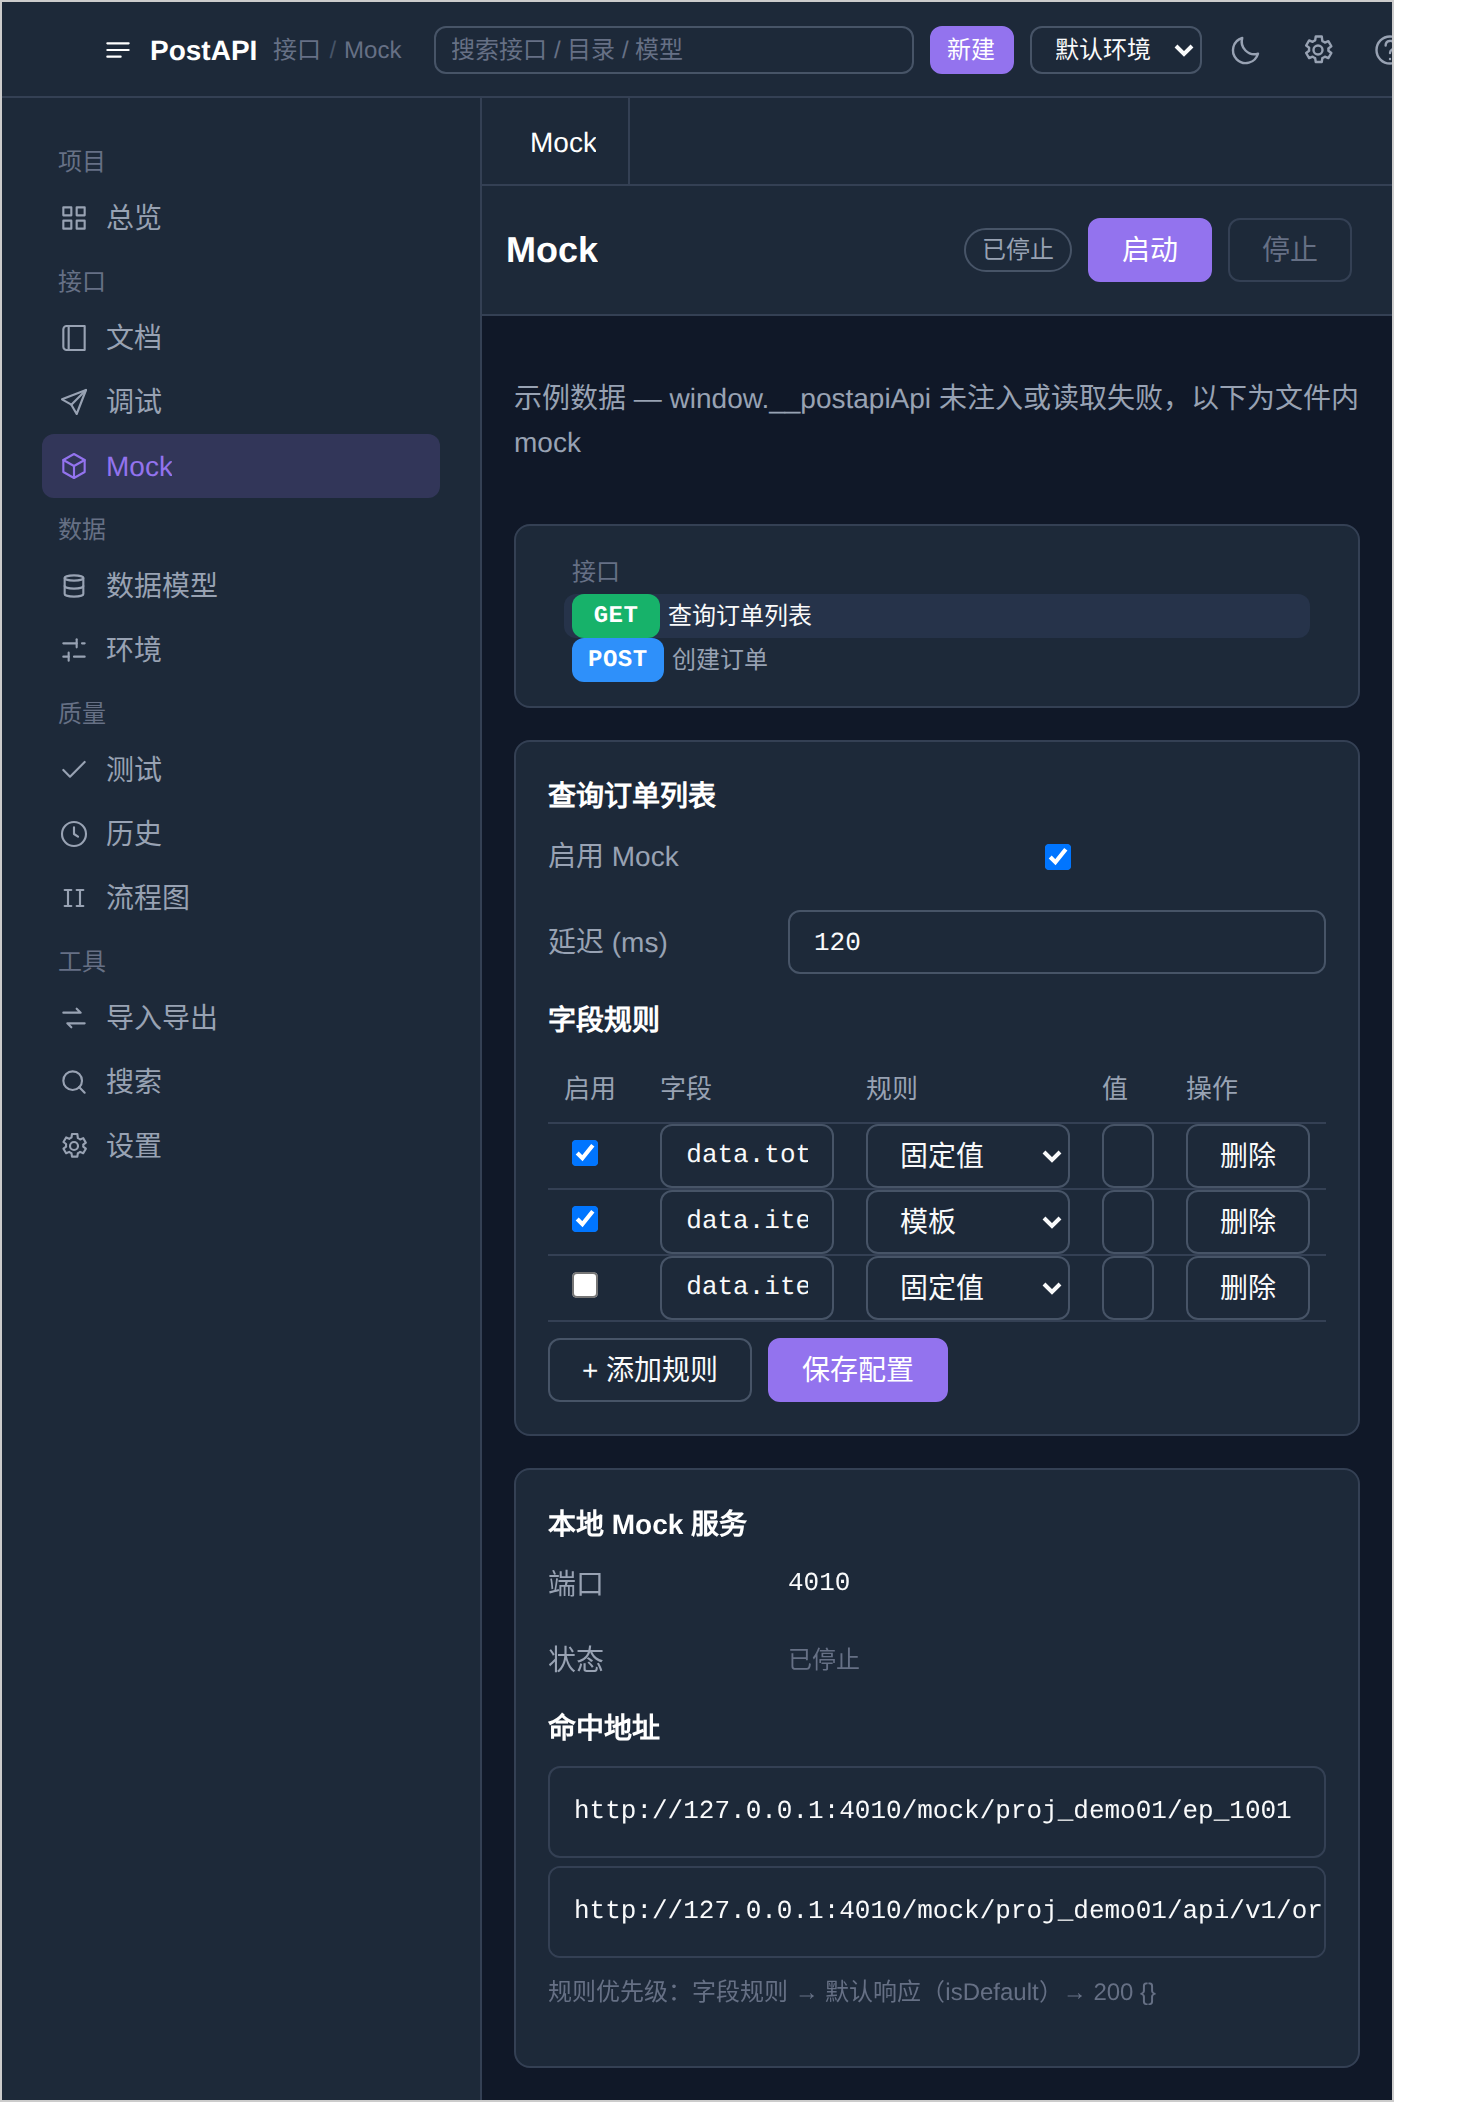 PostAPI 接口 / Mock 搜索接口 / 目录 / 模型 新建 默认环境
项目
总览
接口
文档
调试
Mock
数据
数据模型
环境
质量
测试
历史
流程图
工具
导入导出
搜索
设置
Mock
Mock 已停止 启动 停止
示例数据 — window.__postapiApi 未注入或读取失败，以下为文件内
mock
接口
GET 查询订单列表
POST 创建订单
查询订单列表
启用 Mock
延迟 (ms) 120
字段规则
启用 字段 规则 值 操作
data.tot 固定值 删除
data.ite 模板 删除
data.ite 固定值 删除
+ 添加规则 保存配置
本地 Mock 服务
端口 4010
状态 已停止
命中地址
http://127.0.0.1:4010/mock/proj_demo01/ep_1001
http://127.0.0.1:4010/mock/proj_demo01/api/v1/or
规则优先级：字段规则 → 默认响应（isDefault）→ 200 {}